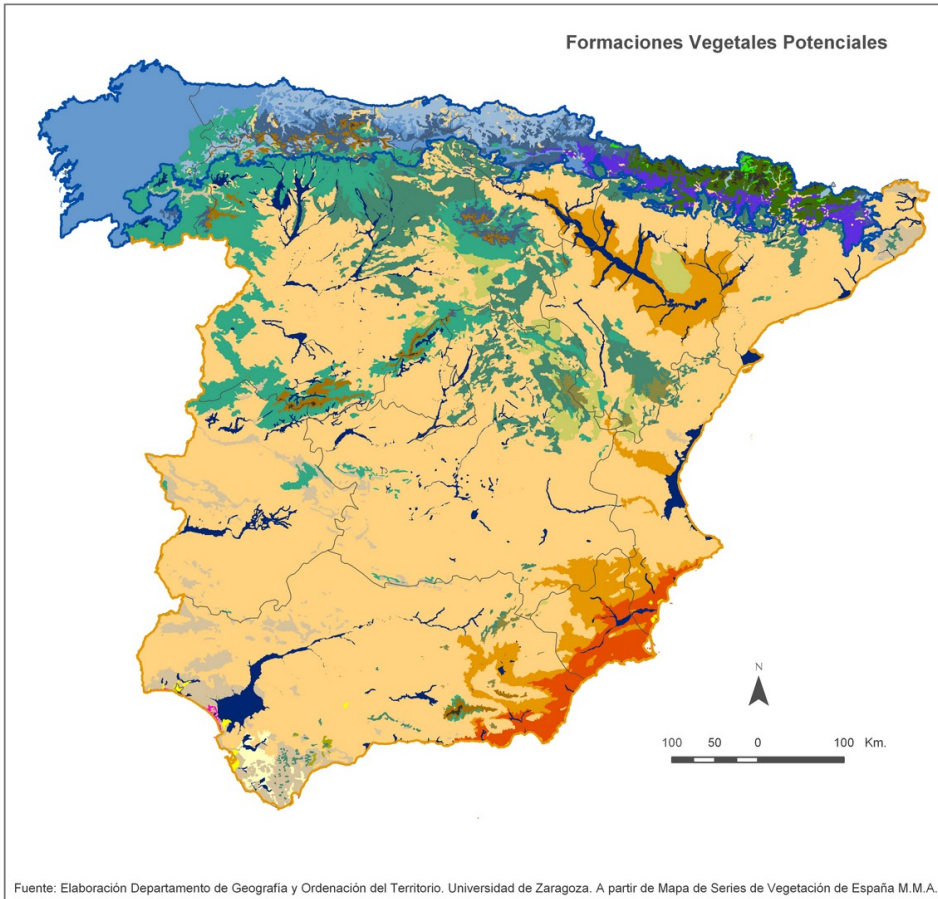 Formaciones Vegetales Potenciales
N
100 50 0 100 Km.
Fuente: Elaboración Departamento de Geografía y Ordenación del Territorio. Universidad de Zaragoza. A partir de Mapa de Series de Vegetación de España M.M.A.